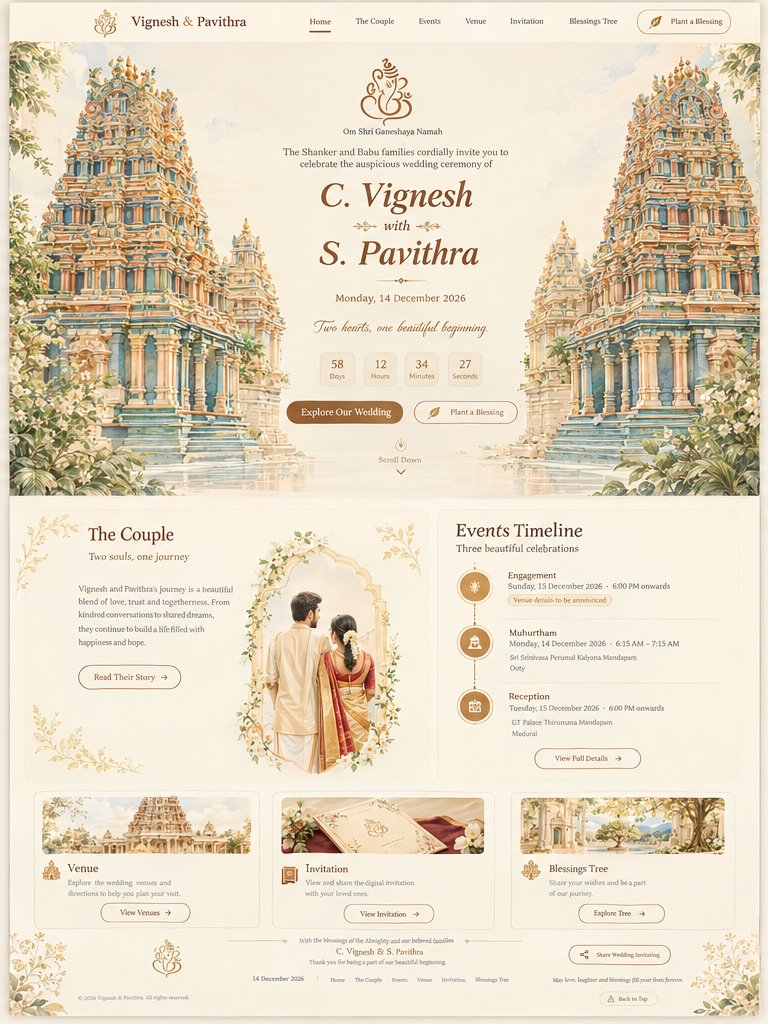 Vignesh & Pavithra
Home
The Couple
Events
Venue
Invitation
Blessings Tree
Plant a Blessing
Om Shri Ganeshaya Namah
The Shanker and Babu families cordially invite you to
celebrate the auspicious wedding ceremony of
C. Vignesh
with
S. Pavithra
Monday, 14 December 2026
Two hearts, one beautiful beginning.
58
Days
12
Hours
34
Minutes
27
Seconds
Explore Our Wedding
Plant a Blessing
Scroll Down
The Couple
Two souls, one journey
Vignesh and Pavithra's journey is a beautiful
blend of love, trust and togetherness. From
kindred conversations to shared dreams,
they continue to build a life filled with
happiness and hope.
Read Their Story →
Events Timeline
Three beautiful celebrations
Engagement
Sunday, 15 December 2026 · 6:00 PM onwards
Venue details to be announced
Muhurtham
Monday, 14 December 2026 · 6:15 AM – 7:15 AM
Sri Srinivasa Perumal Kalyana Mandapam
Ooty
Reception
Tuesday, 15 December 2026 · 6:00 PM onwards
GT Palace Thirumana Mandapam
Madurai
View Full Details →
Venue
Explore the wedding venues and
directions to help you plan your visit.
View Venues →
Invitation
View and share the digital invitation
with your loved ones.
View Invitation →
Blessings Tree
Share your wishes and be a part
of our journey.
Explore Tree →
With the blessings of the Almighty and our beloved families
C. Vignesh & S. Pavithra
Thank you for being a part of our beautiful beginning.
14 December 2026 | Home The Couple Events Venue Invitation Blessings Tree
Share Wedding Invitating
May love, laughter and blessings fill your lives forever.
Back to Top
© 2026 Vignesh & Pavithra. All rights reserved.